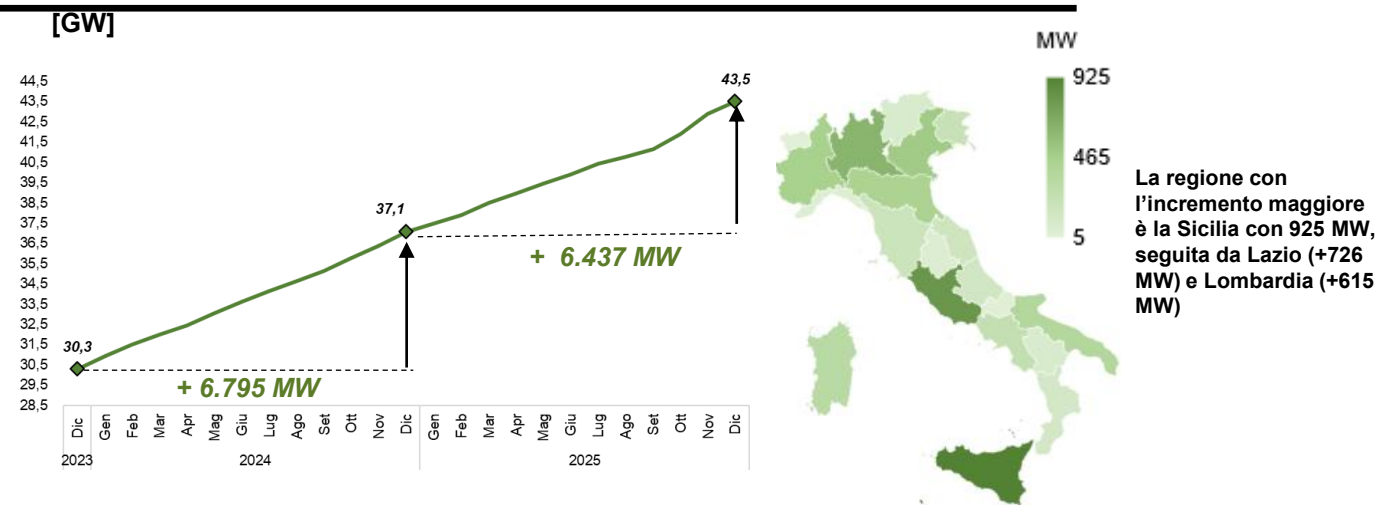 [GW]
44,5
43,5
42,5
41,5
40,5
39,5
38,5
37,5
36,5
35,5
34,5
33,5
32,5
31,5
30,5
29,5
28,5
30,3
37,1
43,5
+ 6.795 MW
+ 6.437 MW
Dic Gen Feb Mar Apr Mag Giu Lug Ago Set Ott Nov Dic Gen Feb Mar Apr Mag Giu Lug Ago Set Ott Nov Dic
2023 2024 2025
MW
925
465
5
La regione con
l’incremento maggiore
è la Sicilia con 925 MW,
seguita da Lazio (+726
MW) e Lombardia (+615
MW)